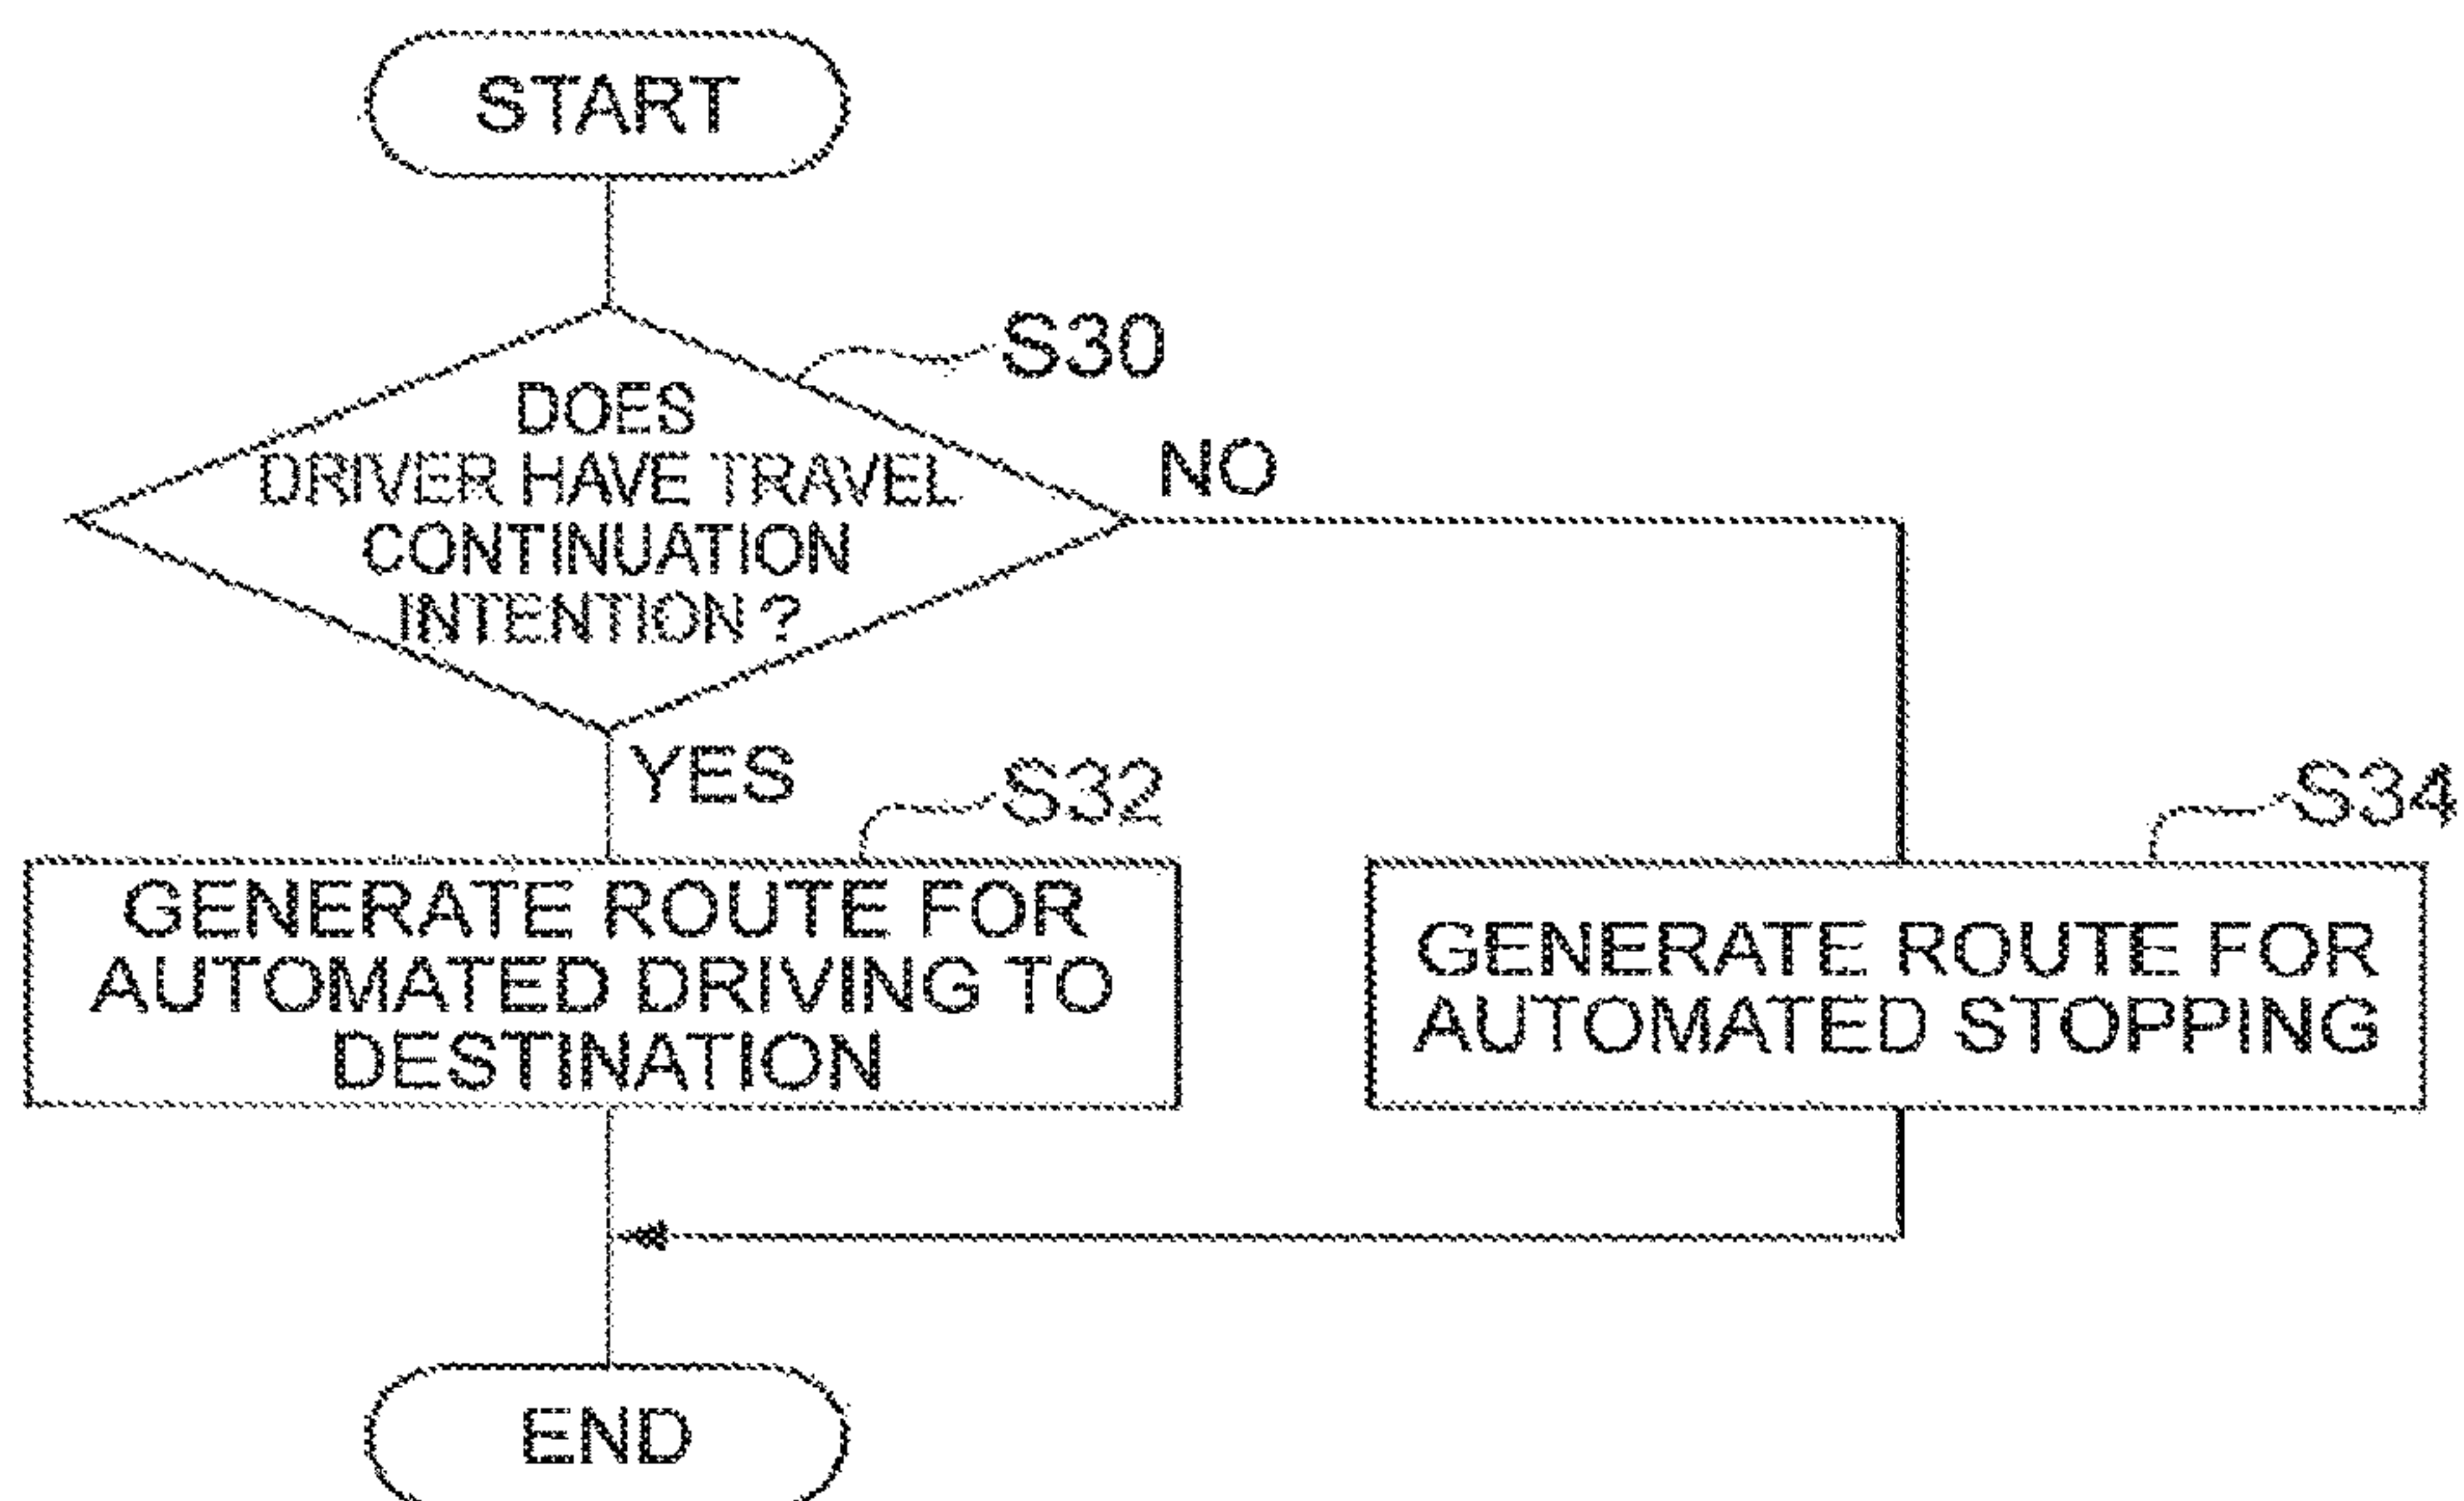 START
S30
DOES
DRIVER HAVE TRAVEL
CONTINUATION
INTENTION ?
NO
YES
S32
GENERATE ROUTE FOR
AUTOMATED DRIVING TO
DESTINATION
S34
GENERATE ROUTE FOR
AUTOMATED STOPPING
END